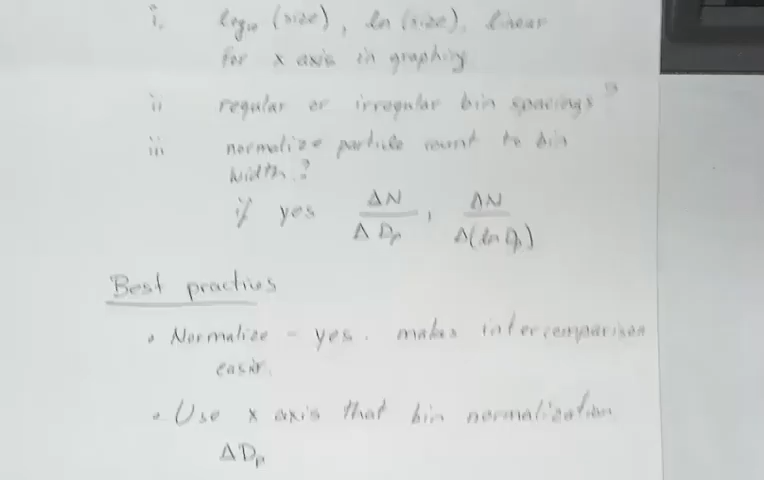 i. log₁₀ (size), ln (size), linear
for x axis in graphing
ii regular or irregular bin spacings
iii normalize particle count to bin
width?
if yes ΔN/ΔDₚ, ΔN/Δ(ln Dₚ)
Best practices
• Normalize - yes. makes intercomparison
easier.
• Use x axis that bin normalization
ΔDₚ